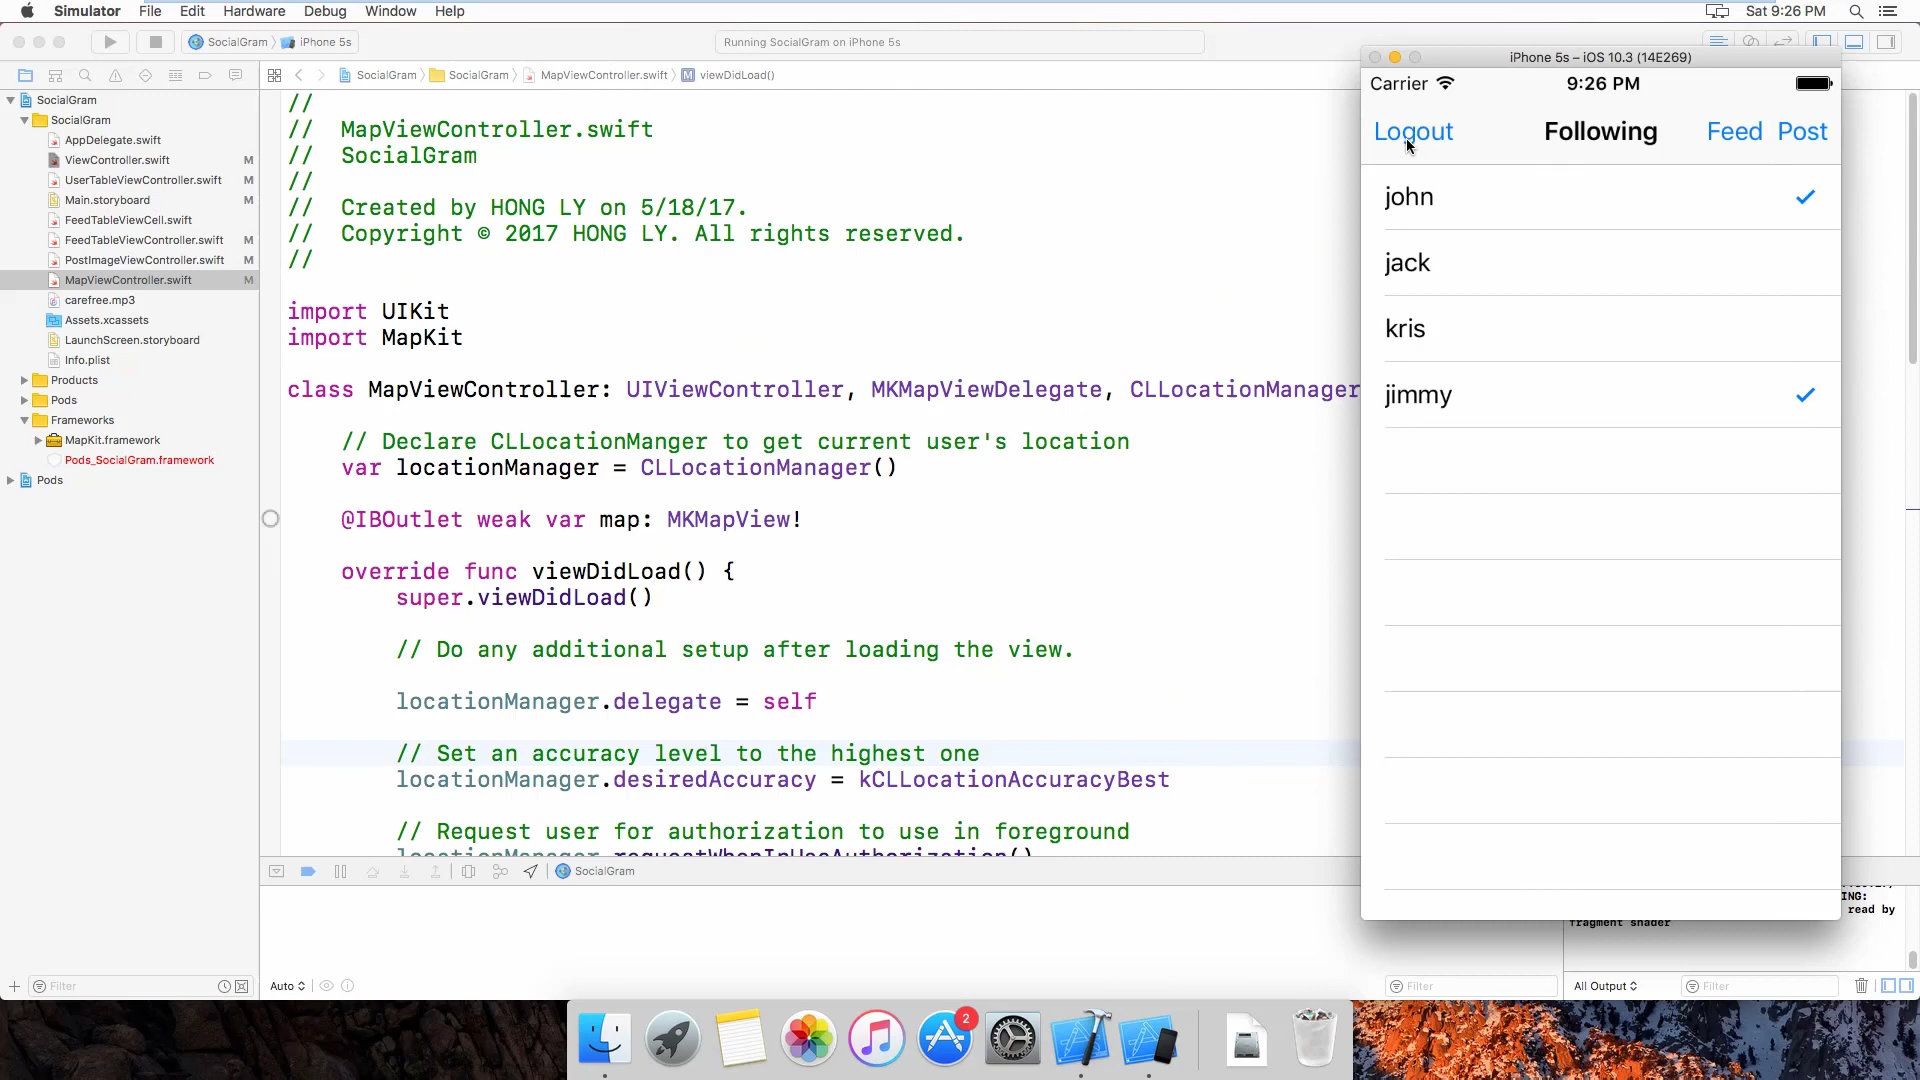 Simulator File Edit Hardware Debug Window Help Sat 9:26 PM
SocialGram iPhone 5s Running SocialGram on iPhone 5s
SocialGram SocialGram MapViewController.swift M viewDidLoad()
SocialGram
SocialGram
AppDelegate.swift
ViewController.swift M
UserTableViewController.swift M
Main.storyboard M
FeedTableViewCell.swift
FeedTableViewController.swift M
PostImageViewController.swift M
MapViewController.swift M
carefree.mp3
Assets.xcassets
LaunchScreen.storyboard
Info.plist
Products
Pods
Frameworks
MapKit.framework
Pods_SocialGram.framework
Pods
Filter
//
// MapViewController.swift
// SocialGram
//
// Created by HONG LY on 5/18/17.
// Copyright © 2017 HONG LY. All rights reserved.
//
import UIKit
import MapKit
class MapViewController: UIViewController, MKMapViewDelegate, CLLocationManager
// Declare CLLocationManger to get current user's location
var locationManager = CLLocationManager()
@IBOutlet weak var map: MKMapView!
override func viewDidLoad() {
super.viewDidLoad()
// Do any additional setup after loading the view.
locationManager.delegate = self
// Set an accuracy level to the highest one
locationManager.desiredAccuracy = kCLLocationAccuracyBest
// Request user for authorization to use in foreground
locationManager.requestWhenInUseAuthorization()
SocialGram
Auto
Filter
iPhone 5s – iOS 10.3 (14E269)
Carrier 9:26 PM
Logout Following Feed Post
john
jack
kris
jimmy
ING:
read by
fragment shader
All Output Filter
2